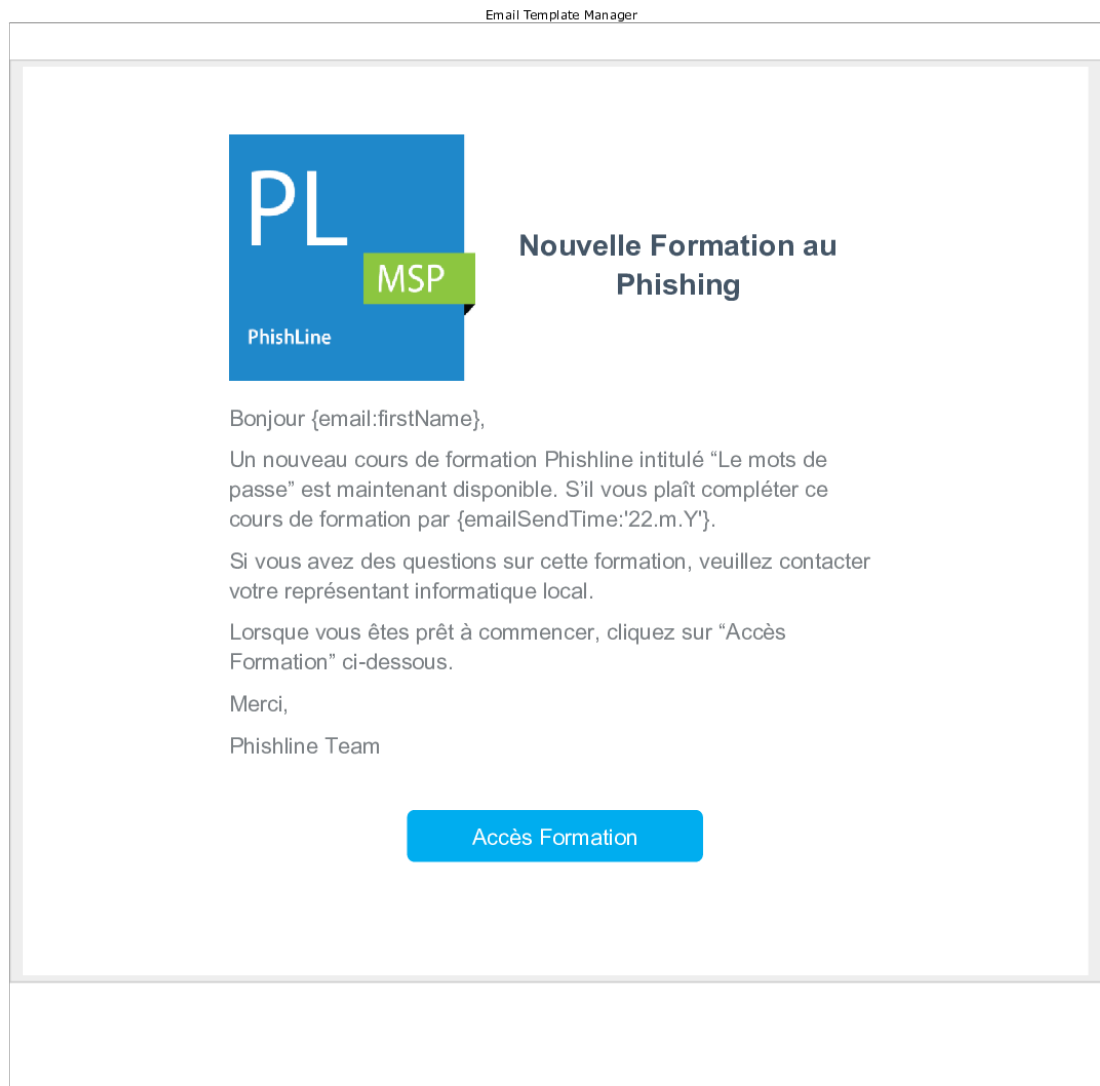 Email Template Manager
PL
MSP
PhishLine
Nouvelle Formation au
Phishing
Bonjour {email:firstName},
Un nouveau cours de formation Phishline intitulé “Le mots de
passe” est maintenant disponible. S’il vous plaît compléter ce
cours de formation par {emailSendTime:'22.m.Y'}.
Si vous avez des questions sur cette formation, veuillez contacter
votre représentant informatique local.
Lorsque vous êtes prêt à commencer, cliquez sur “Accès
Formation” ci-dessous.
Merci,
Phishline Team
Accès Formation